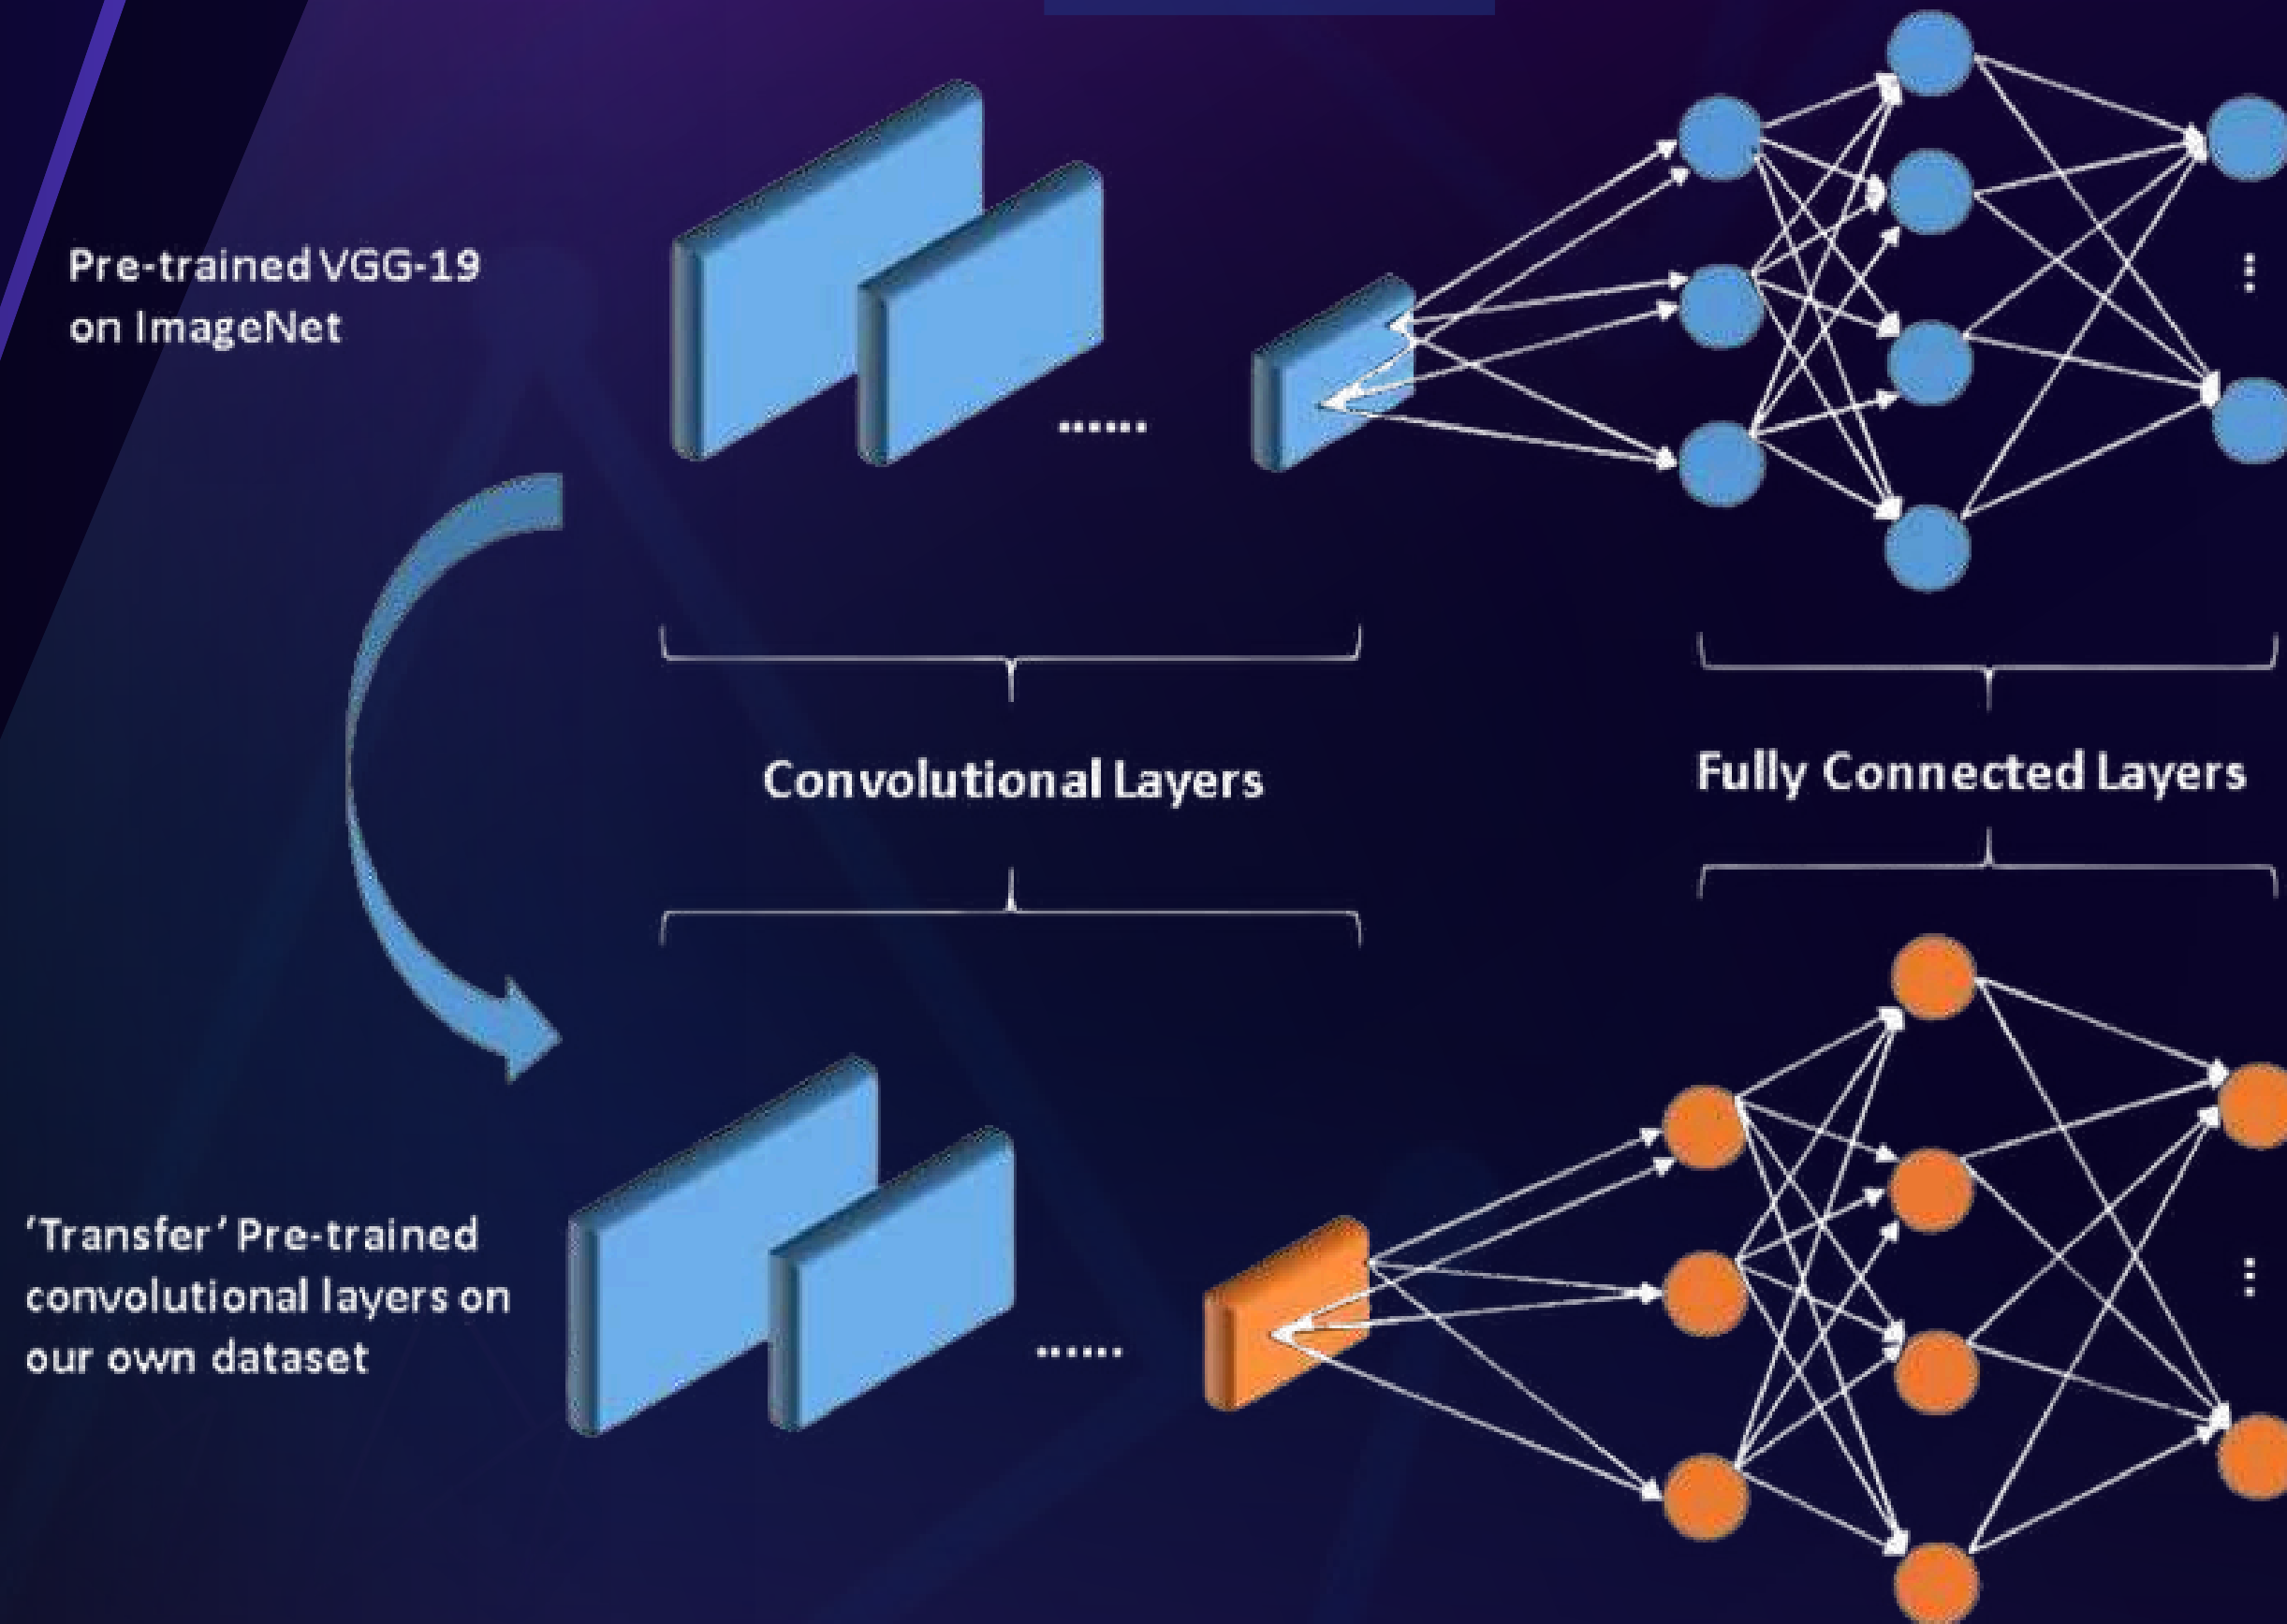 Pre-trained VGG-19
on ImageNet
......
⋮
Convolutional Layers
Fully Connected Layers
‘Transfer’ Pre-trained
convolutional layers on
our own dataset
......
⋮